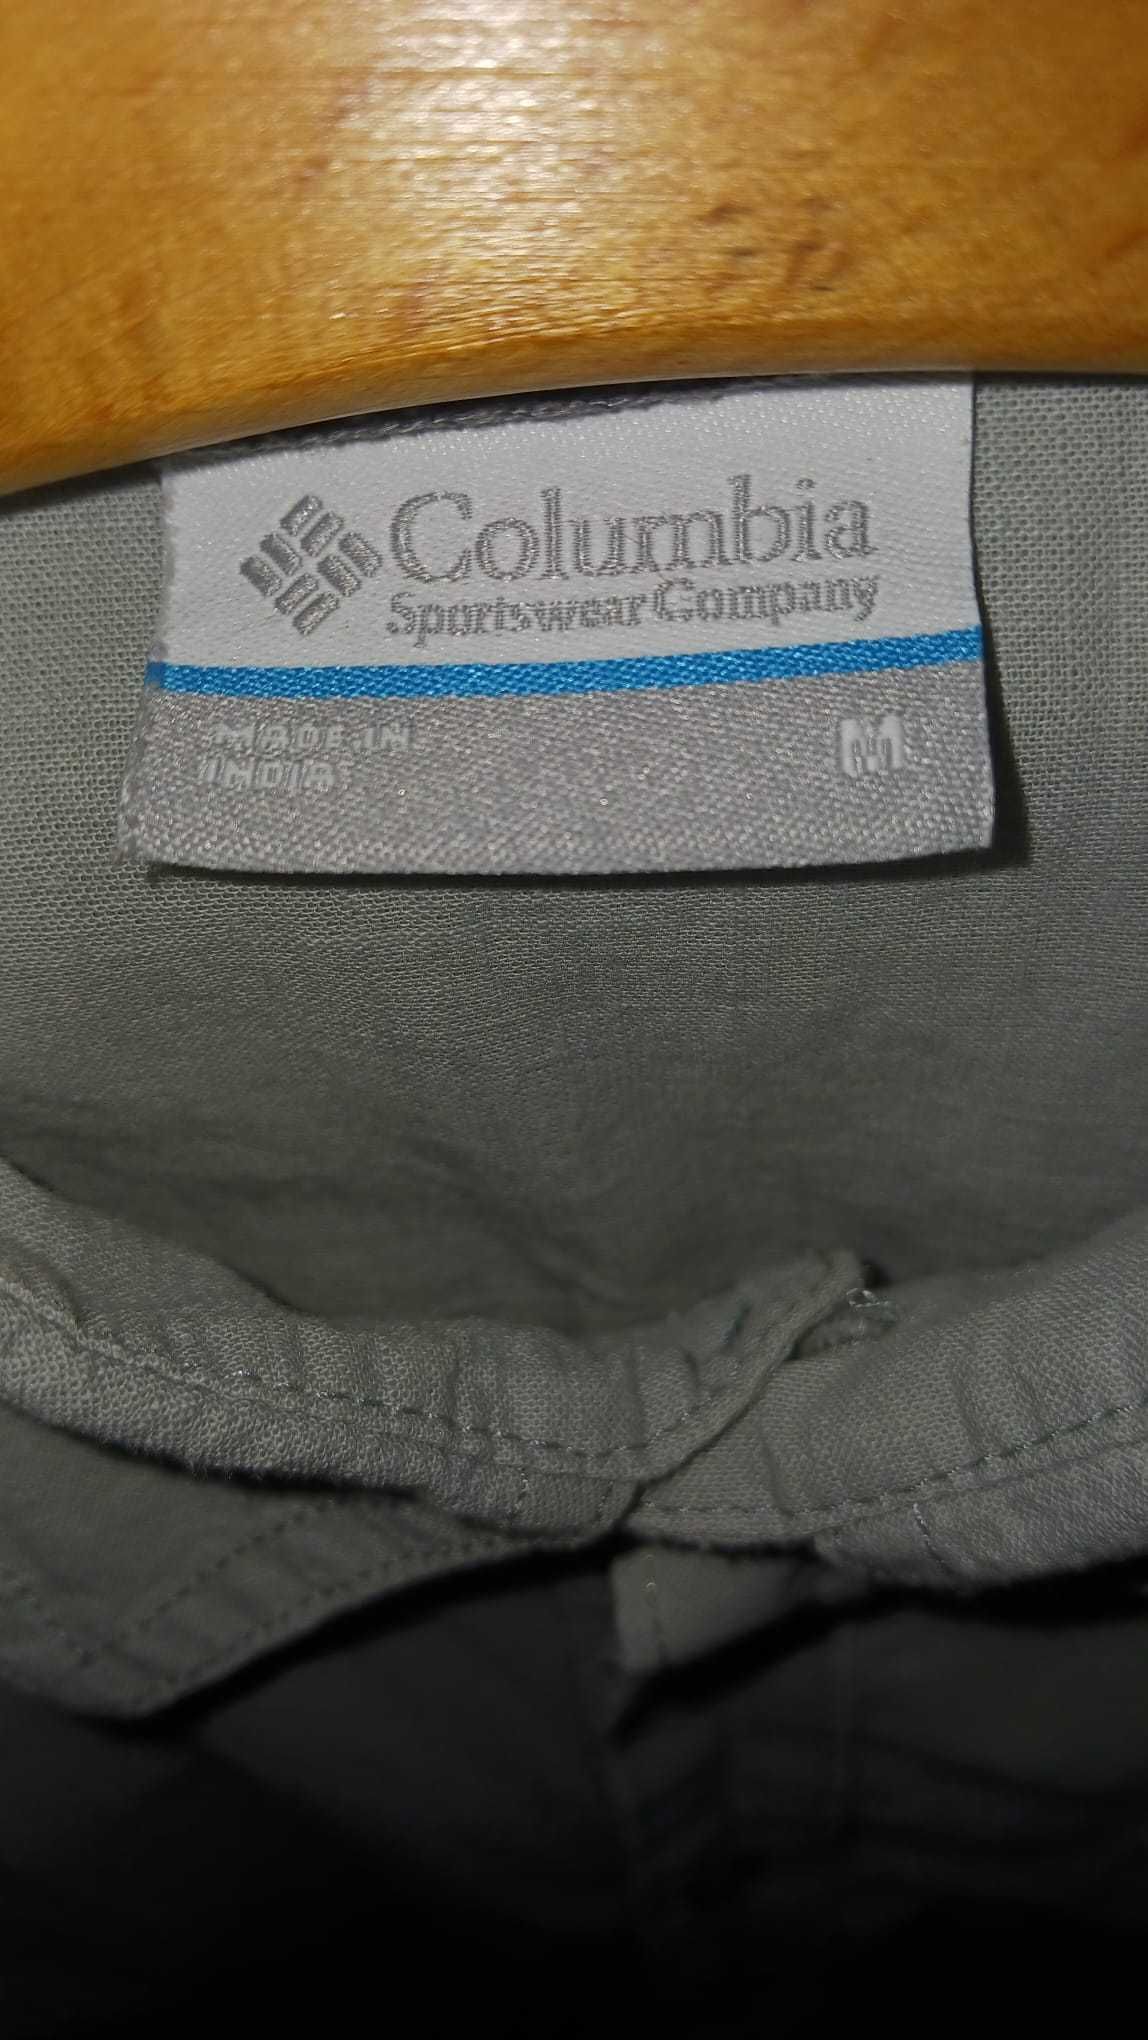 Columbia
Sportswear Company
MADE IN
INDIA
M